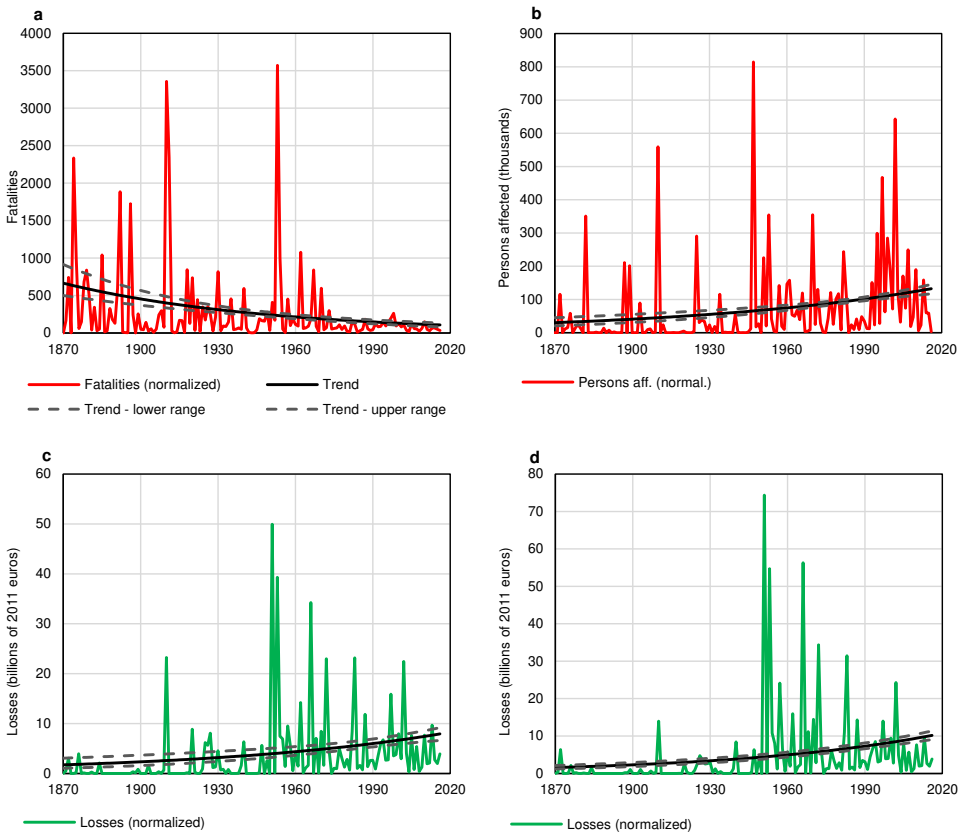 a
4000
3500
3000
2500
2000
1500
1000
500
0
Fatalities
1870 1900 1930 1960 1990 2020
Fatalities (normalized) Trend
Trend - lower range Trend - upper range
b
900
800
700
600
500
400
300
200
100
0
Persons affected (thousands)
1870 1900 1930 1960 1990 2020
Persons aff. (normal.)
c
60
50
40
30
20
10
0
Losses (billions of 2011 euros)
1870 1900 1930 1960 1990 2020
Losses (normalized)
d
80
70
60
50
40
30
20
10
0
Losses (billions of 2011 euros)
1870 1900 1930 1960 1990 2020
Losses (normalized)